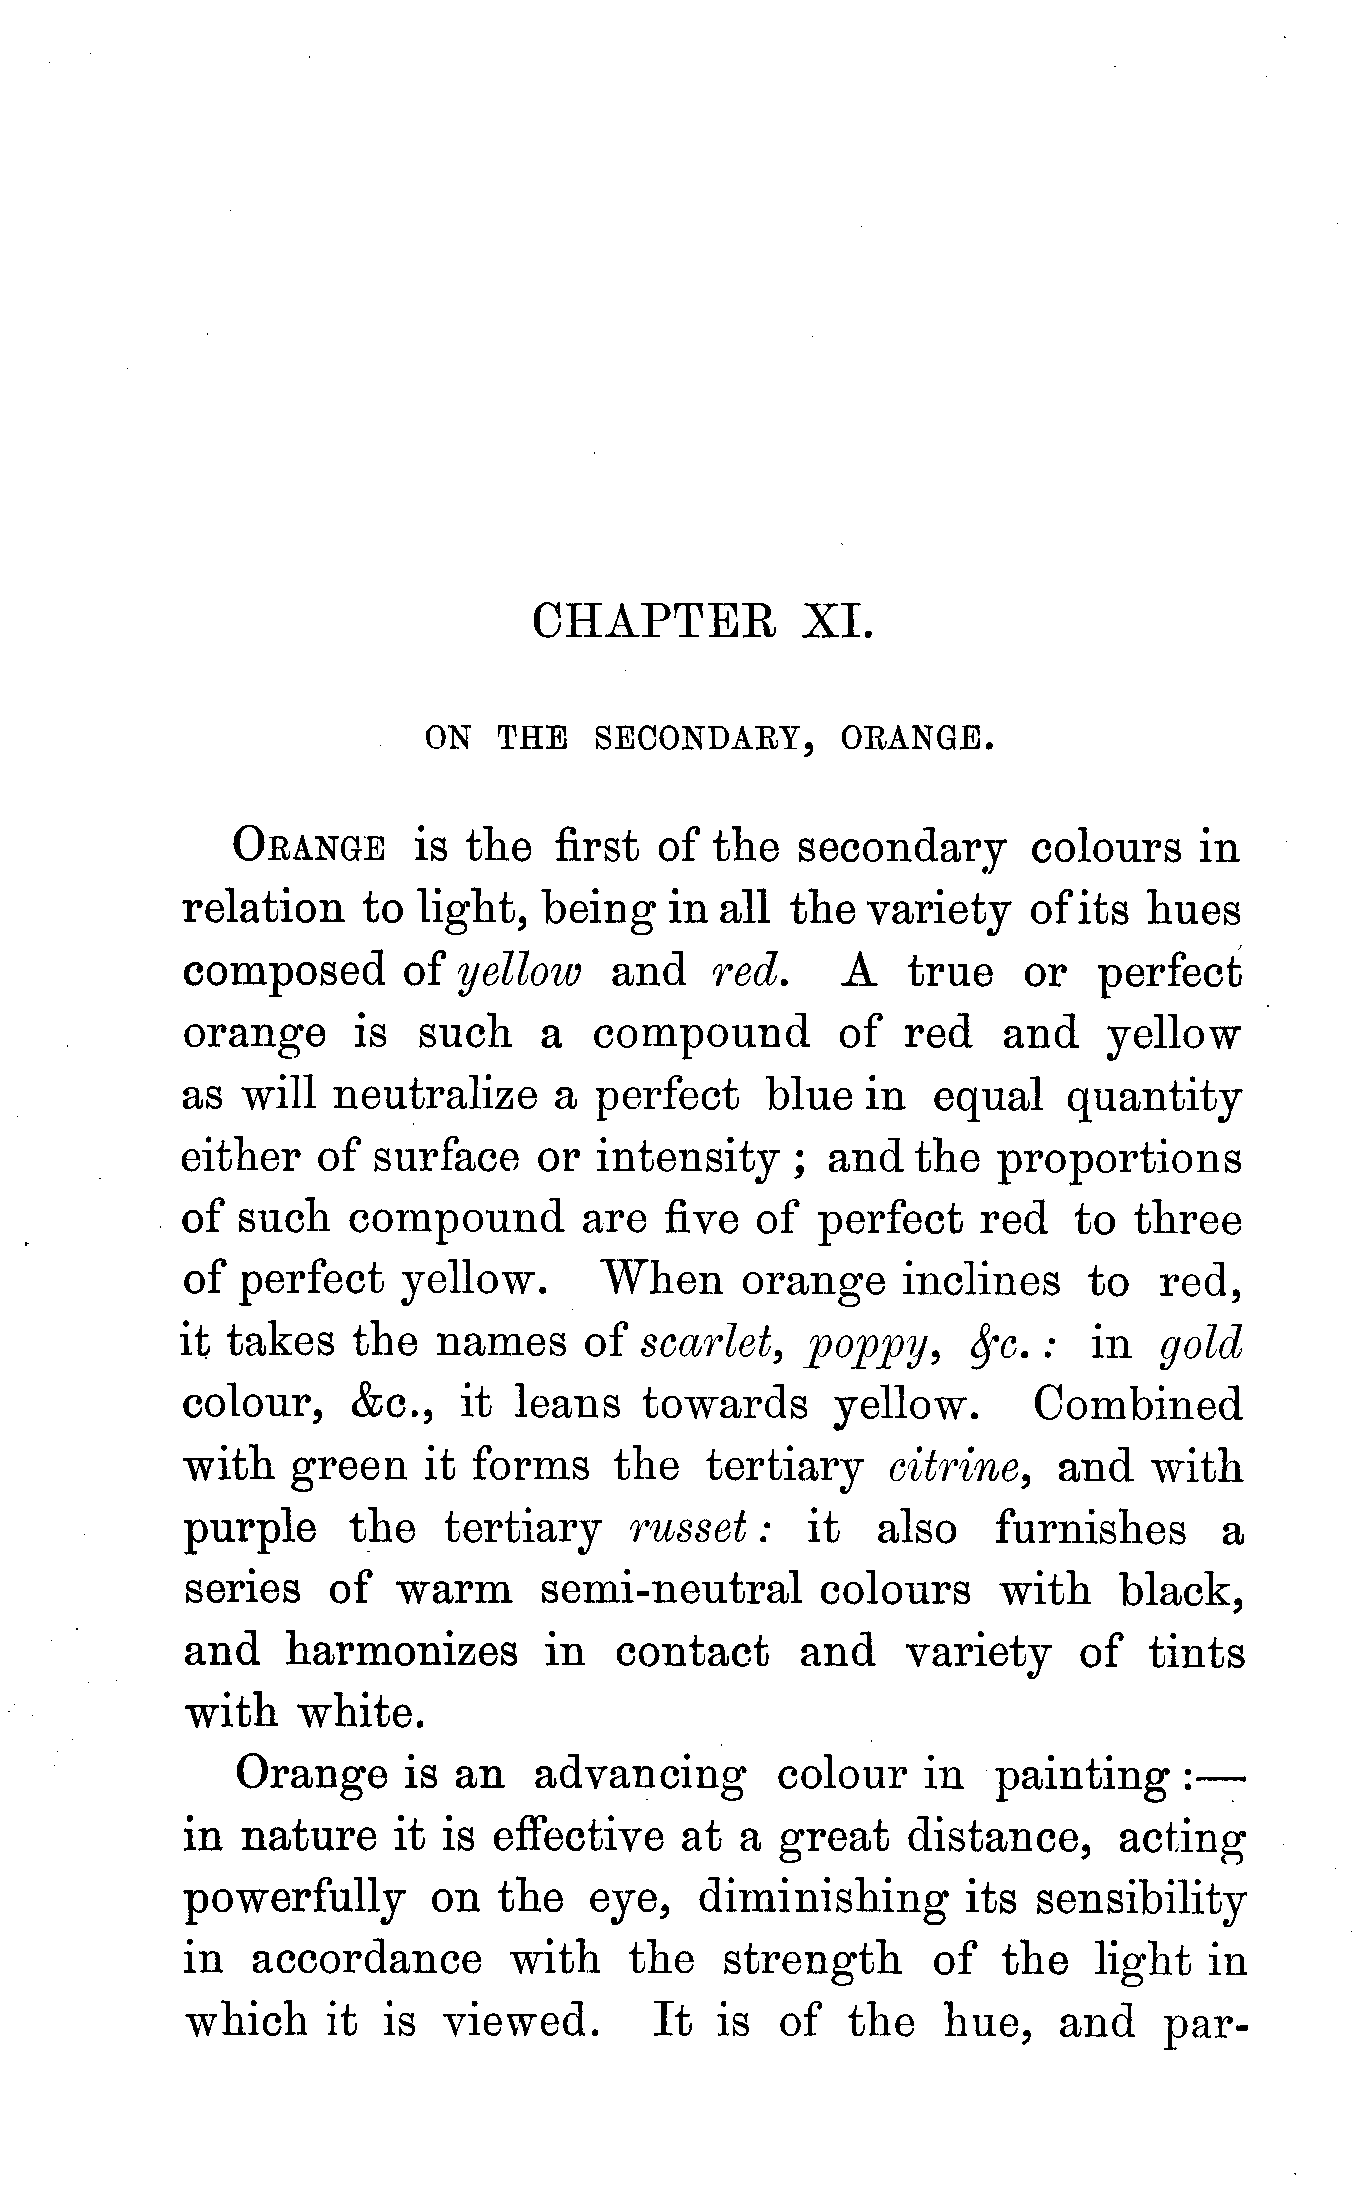 CHAPTER XI.
ON THE SECONDARY, ORANGE.
ORANGE is the first of the secondary colours in
relation to light, being in all the variety of its hues
composed of yellow and red. A true or perfect
orange is such a compound of red and yellow
as will neutralize a perfect blue in equal quantity
either of surface or intensity ; and the proportions
of such compound are five of perfect red to three
of perfect yellow. When orange inclines to red,
it takes the names of scarlet, poppy, &c. : in gold
colour, &c., it leans towards yellow. Combined
with green it forms the tertiary citrine, and with
purple the tertiary russet : it also furnishes a
series of warm semi-neutral colours with black,
and harmonizes in contact and variety of tints
with white.
Orange is an advancing colour in painting :—
in nature it is effective at a great distance, acting
powerfully on the eye, diminishing its sensibility
in accordance with the strength of the light in
which it is viewed. It is of the hue, and par-